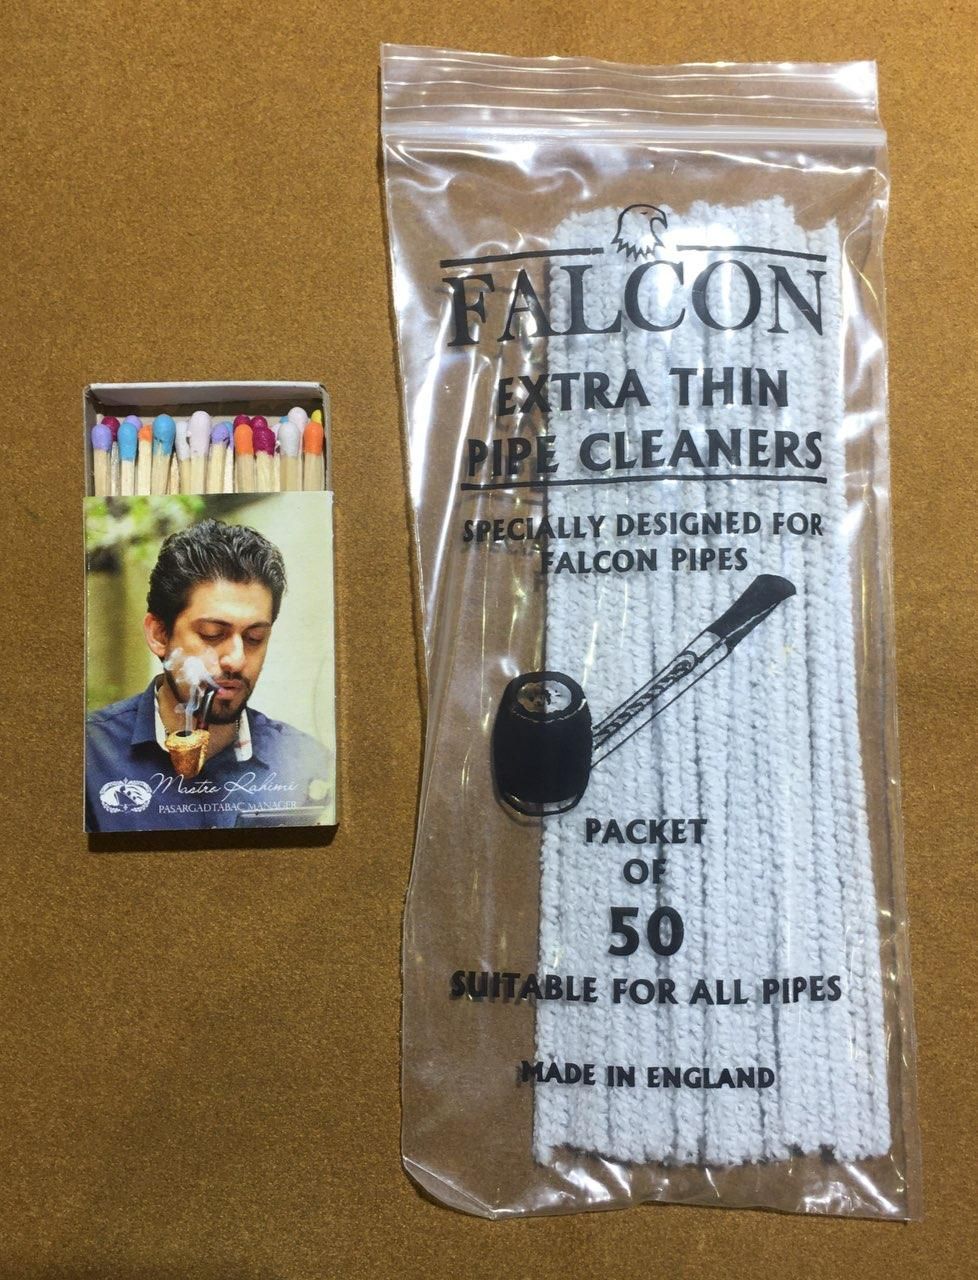 Mastro Rahimi
PASARGADTABAC MANAGER
FALCON
EXTRA THIN
PIPE CLEANERS
SPECIALLY DESIGNED FOR
FALCON PIPES
PACKET
OF
50
SUITABLE FOR ALL PIPES
MADE IN ENGLAND